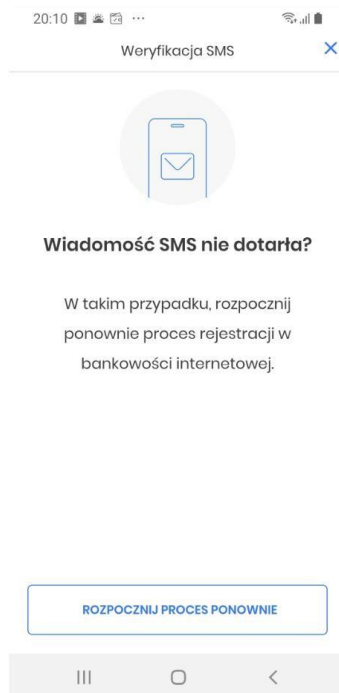 20:10
Weryfikacja SMS
Wiadomość SMS nie dotarła?
W takim przypadku, rozpocznij
ponownie proces rejestracji w
bankowości internetowej.
ROZPOCZNIJ PROCES PONOWNIE